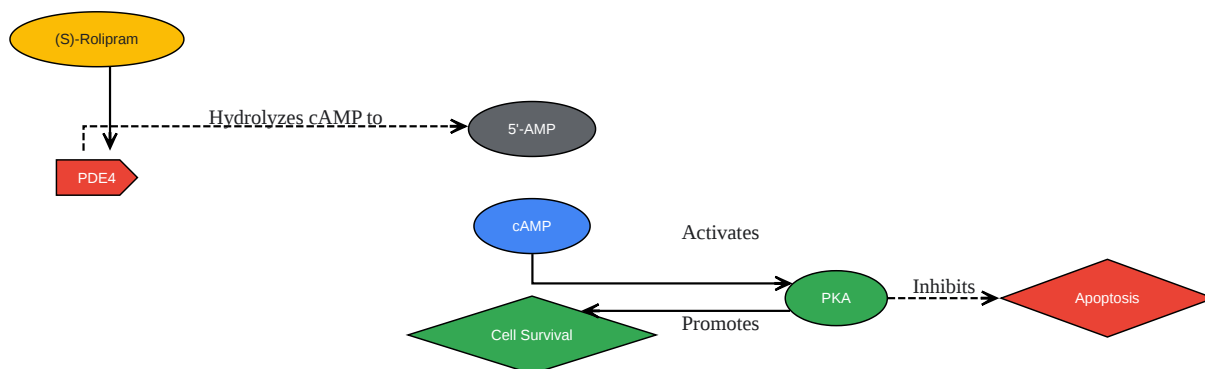 (S)-Rolipram
Hydrolyzes cAMP to
5'-AMP
PDE4
cAMP
Activates
Inhibits
PKA
Apoptosis
Promotes
Cell Survival